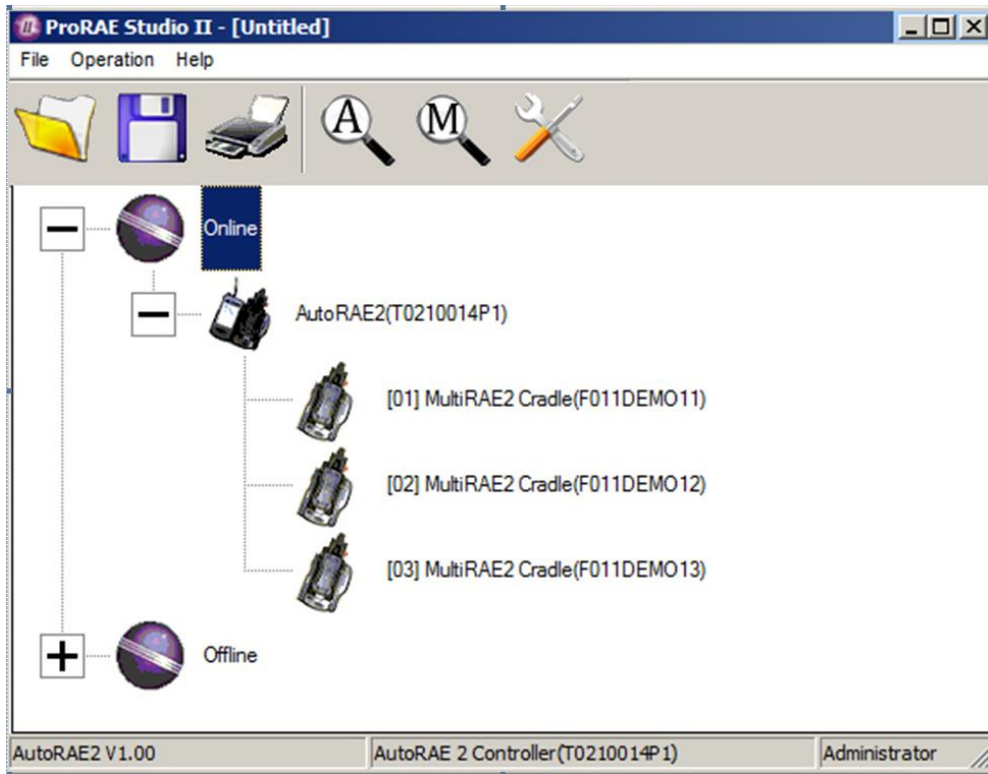 ProRAE Studio II - [Untitled]
File Operation Help
A M
Online
AutoRAE2(T0210014P1)
[01] MultiRAE2 Cradle(F011DEMO11)
[02] MultiRAE2 Cradle(F011DEMO12)
[03] MultiRAE2 Cradle(F011DEMO13)
Offline
AutoRAE2 V1.00 AutoRAE 2 Controller(T0210014P1) Administrator